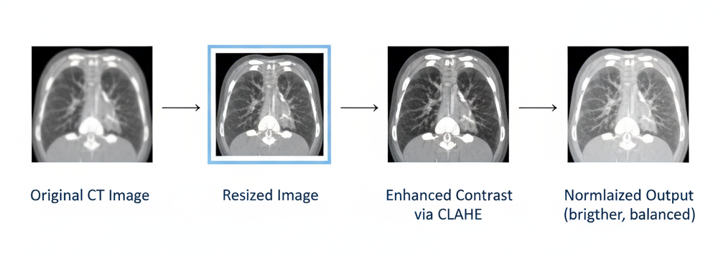 Original CT Image
Resized Image
Enhanced Contrast
via CLAHE
Normlaized Output
(brigther, balanced)